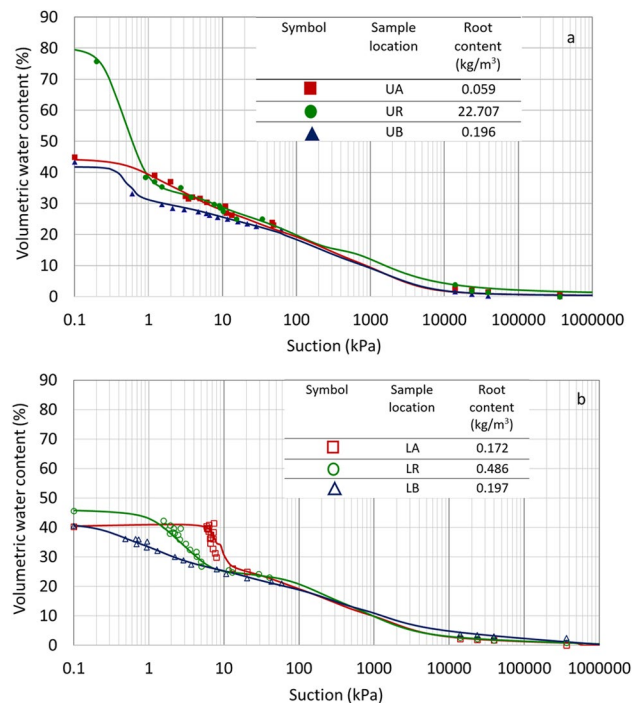 90
80
70
60
50
40
30
20
10
0
Volumetric water content (%)
Symbol Sample location Root content (kg/m³)
UA 0.059
UR 22.707
UB 0.196
a
0.1 1 10 100 1000 10000 100000 1000000
Suction (kPa)
90
80
70
60
50
40
30
20
10
0
Volumetric water content (%)
Symbol Sample location Root content (kg/m³)
LA 0.172
LR 0.486
LB 0.197
b
0.1 1 10 100 1000 10000 100000 1000000
Suction (kPa)